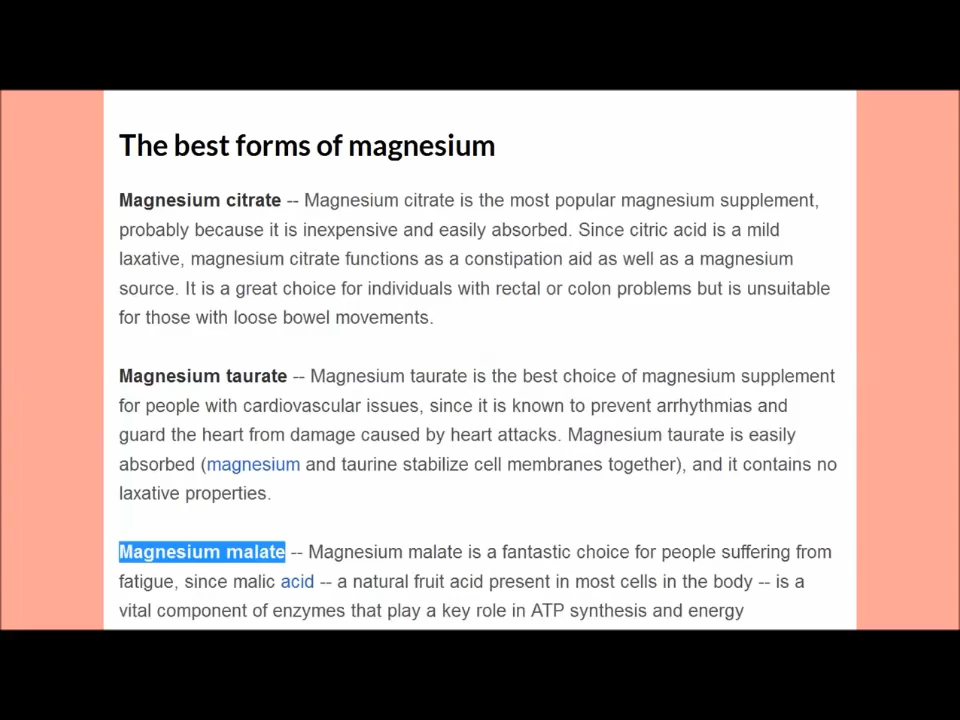 The best forms of magnesium
Magnesium citrate -- Magnesium citrate is the most popular magnesium supplement,
probably because it is inexpensive and easily absorbed. Since citric acid is a mild
laxative, magnesium citrate functions as a constipation aid as well as a magnesium
source. It is a great choice for individuals with rectal or colon problems but is unsuitable
for those with loose bowel movements.
Magnesium taurate -- Magnesium taurate is the best choice of magnesium supplement
for people with cardiovascular issues, since it is known to prevent arrhythmias and
guard the heart from damage caused by heart attacks. Magnesium taurate is easily
absorbed (magnesium and taurine stabilize cell membranes together), and it contains no
laxative properties.
Magnesium malate -- Magnesium malate is a fantastic choice for people suffering from
fatigue, since malic acid -- a natural fruit acid present in most cells in the body -- is a
vital component of enzymes that play a key role in ATP synthesis and energy